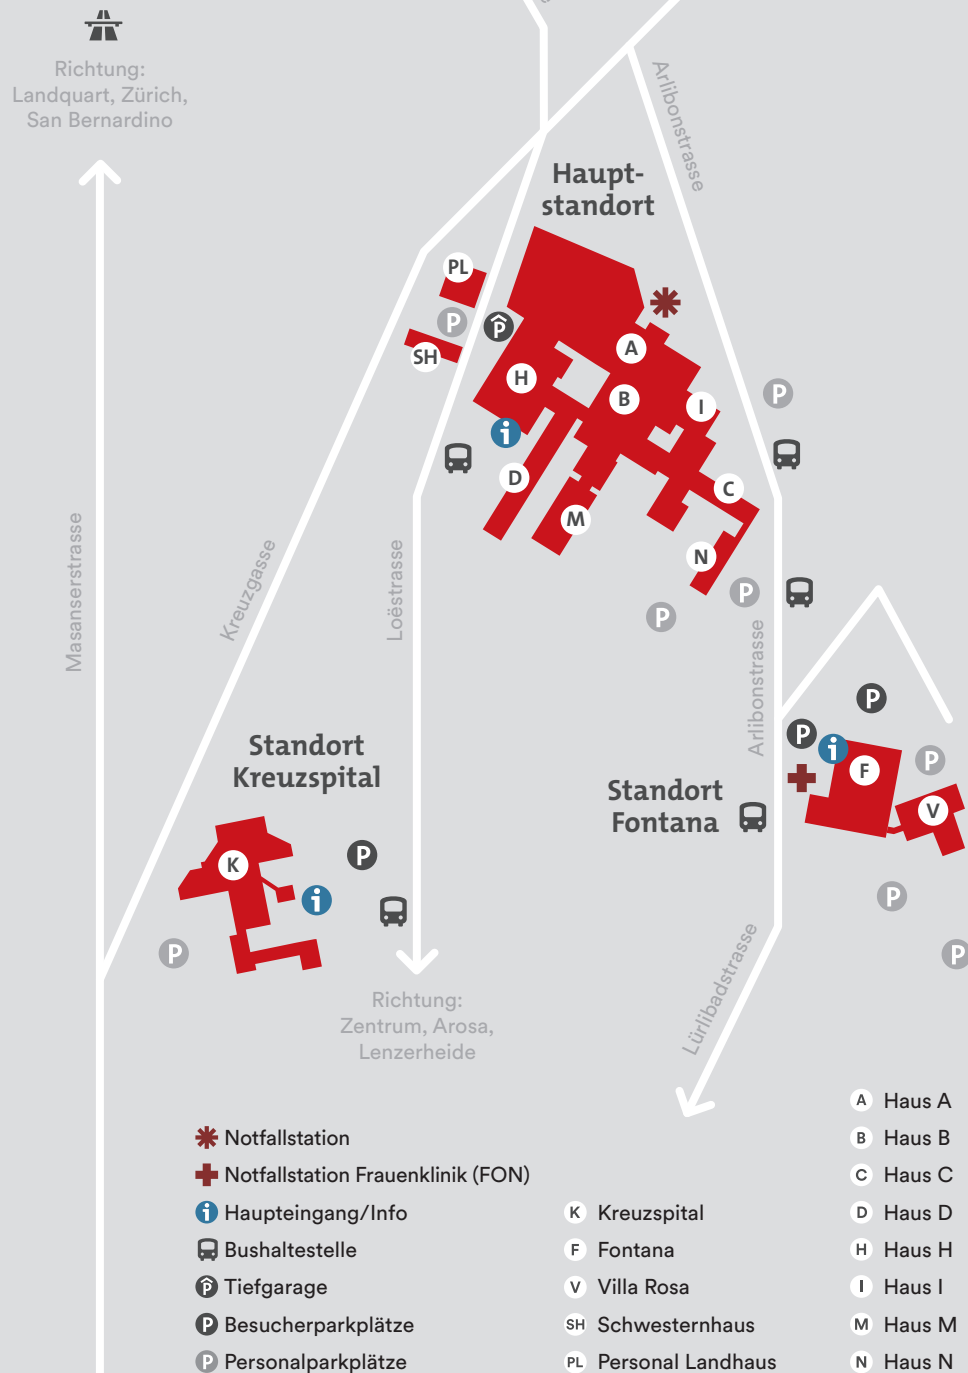 Richtung:
Landquart, Zürich,
San Bernardino
Arlibonstrasse
Haupt-
standort
PL
P
P
SH
A
H
B
I
P
i
D
C
M
N
P
P
Masanserstrasse
Kreuzgasse
Loëstrasse
Arlibonstrasse
P
P
i
F
P
V
P
P
Standort
Kreuzspital
Standort
Fontana
K
P
i
P
Richtung:
Zentrum, Arosa,
Lenzerheide
Lürlibadstrasse
Notfallstation
Notfallstation Frauenklinik (FON)
i Haupteingang/Info
Bushaltestelle
P Tiefgarage
P Besucherparkplätze
P Personalparkplätze
K Kreuzspital
F Fontana
V Villa Rosa
SH Schwesternhaus
PL Personal Landhaus
A Haus A
B Haus B
C Haus C
D Haus D
H Haus H
I Haus I
M Haus M
N Haus N